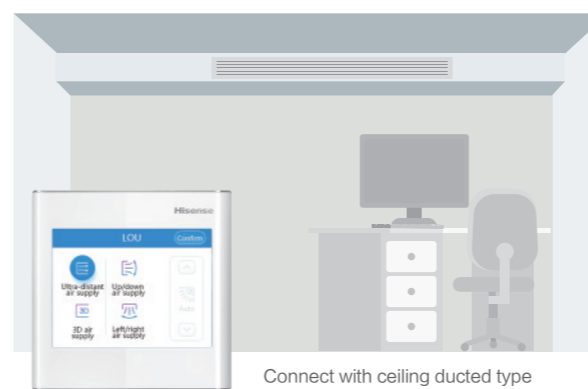 Hisense
LOU
Confirm
Ultra-distant
air supply
Up/down
air supply
3D
3D air
supply
Left/right
air supply
Auto
Connect with ceiling ducted type